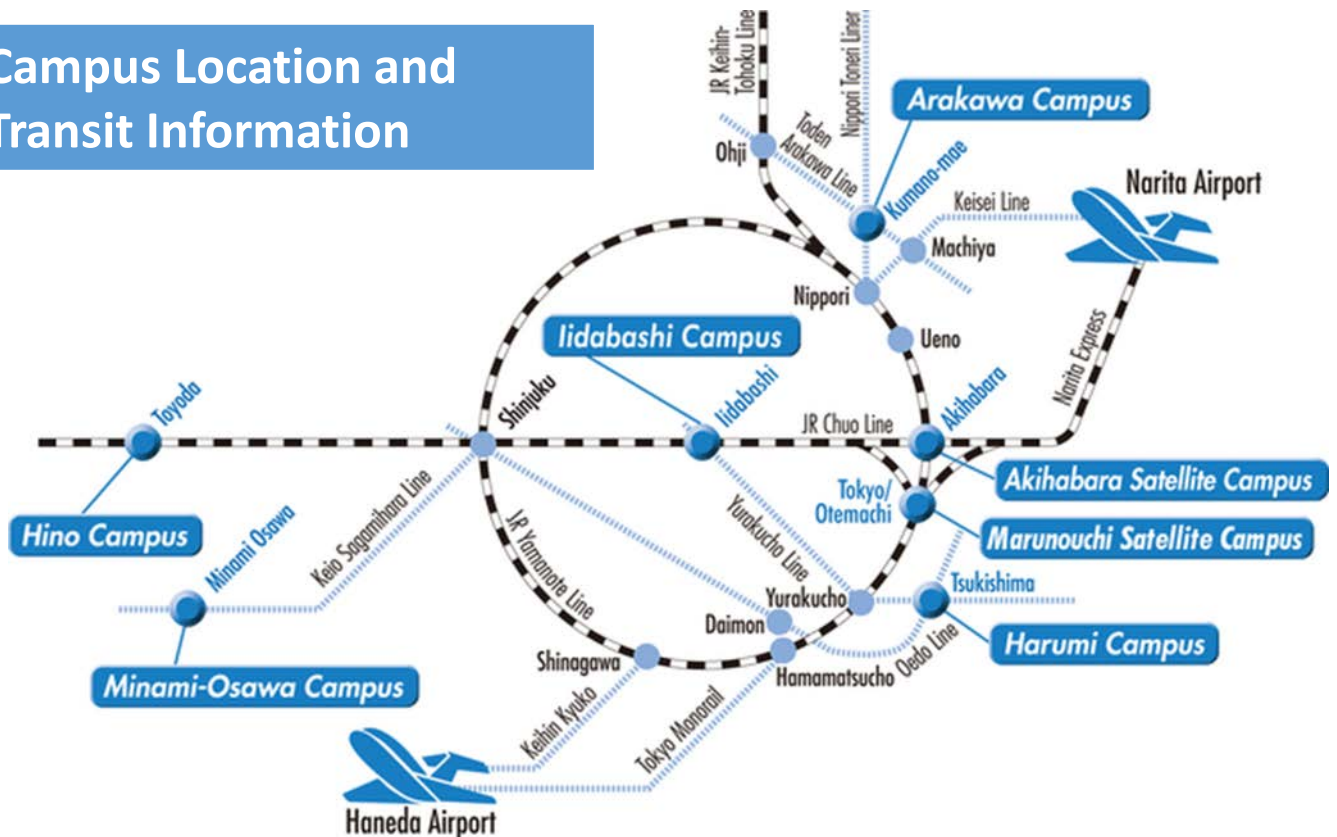 Campus Location and
Transit Information
JR Keihin-
Tohoku Line
Nippori Toneri Liner
Arakawa Campus
Toden
Arakawa Line
Ohji
Kumano-mae
Narita Airport
Keisei Line
Machiya
Nippori
Iidabashi Campus
Ueno
Narita Express
Toyoda
Shinjuku
Iidabashi
JR Chuo Line
Akihabara
Akihabara Satellite Campus
Tokyo/
Otemachi
Hino Campus
Marunouchi Satellite Campus
Minami Osawa
Keio Sagamihara Line
JR Yamanote Line
Yurakucho Line
Yurakucho
Tsukishima
Daimon
Harumi Campus
Oedo Line
Shinagawa
Hamamatsucho
Minami-Osawa Campus
Keihin Kyuko
Tokyo Monorail
Haneda Airport